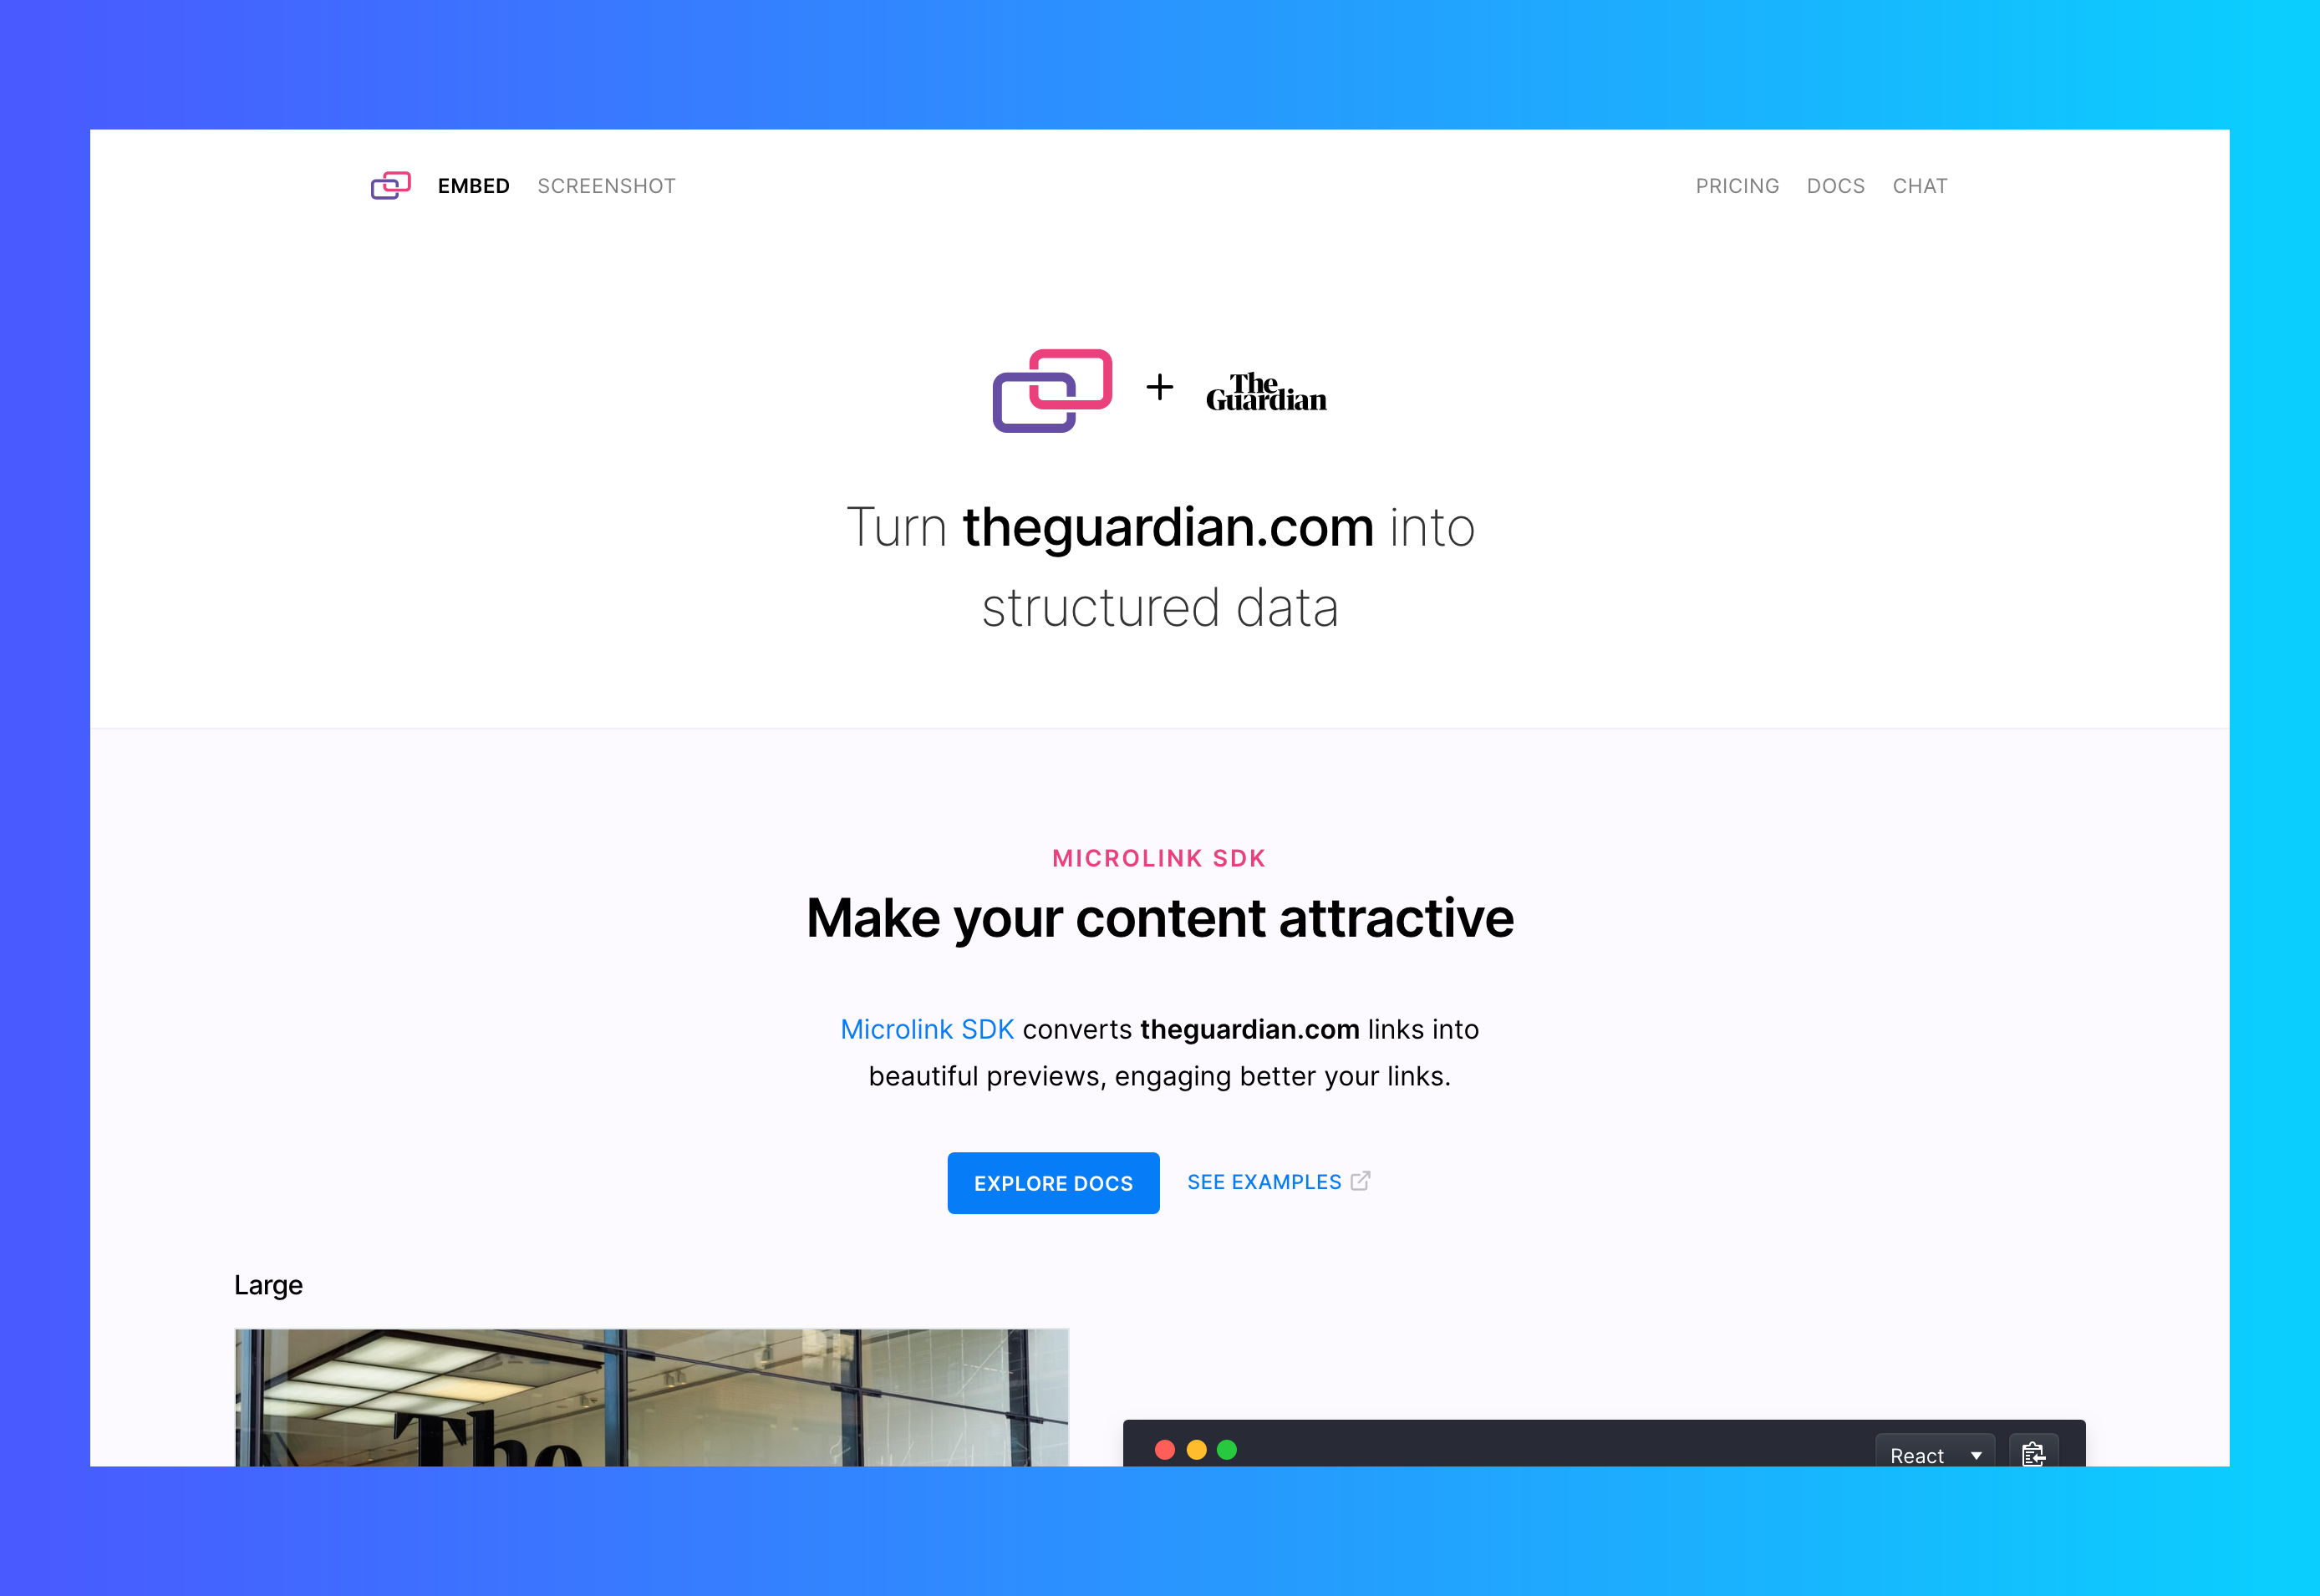 EMBED SCREENSHOT PRICING DOCS CHAT
The
Guardian
Turn theguardian.com into
structured data
MICROLINK SDK
Make your content attractive
Microlink SDK converts theguardian.com links into
beautiful previews, engaging better your links.
EXPLORE DOCS SEE EXAMPLES
Large
The
React